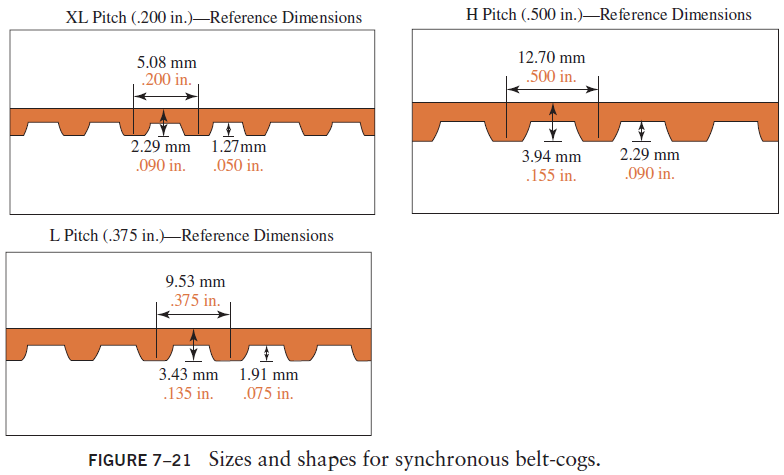 XL Pitch (.200 in.)—Reference Dimensions
5.08 mm
.200 in.
2.29 mm
.090 in.
1.27mm
.050 in.
H Pitch (.500 in.)—Reference Dimensions
12.70 mm
.500 in.
3.94 mm
.155 in.
2.29 mm
.090 in.
L Pitch (.375 in.)—Reference Dimensions
9.53 mm
.375 in.
3.43 mm
.135 in.
1.91 mm
.075 in.
FIGURE 7–21 Sizes and shapes for synchronous belt-cogs.